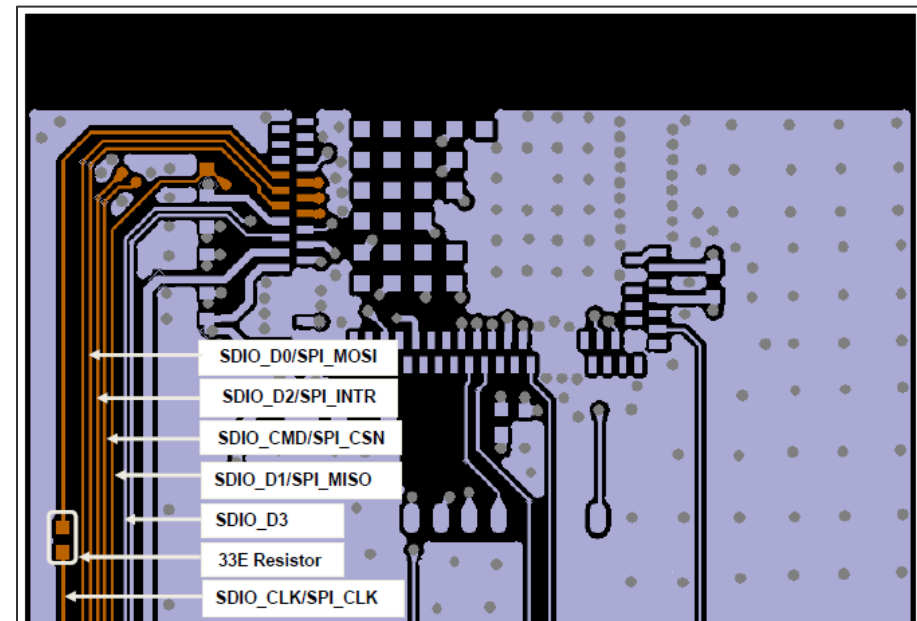 SDIO_D0/SPI_MOSI
SDIO_D2/SPI_INTR
SDIO_CMD/SPI_CSN
SDIO_D1/SPI_MISO
SDIO_D3
33E Resistor
SDIO_CLK/SPI_CLK